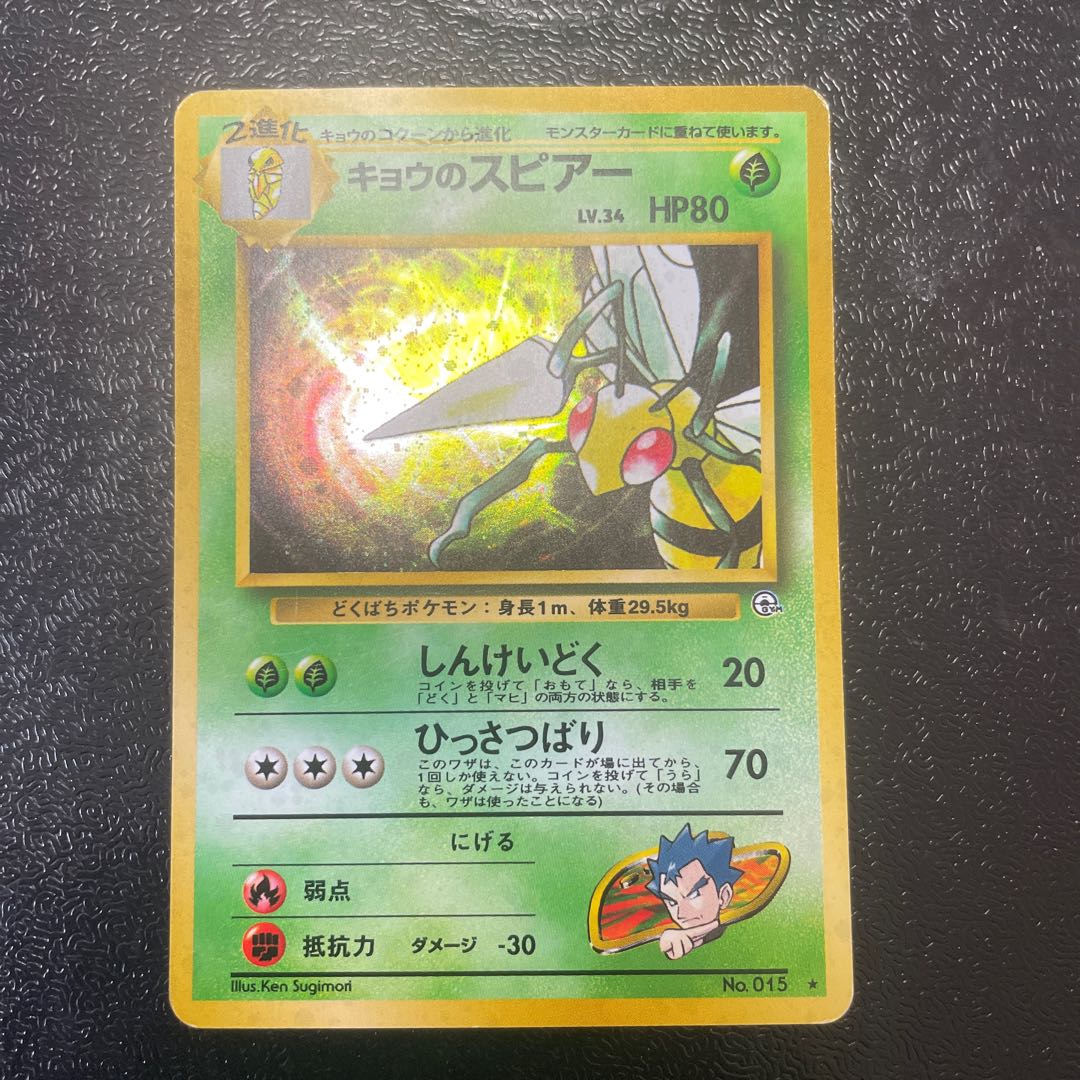 2進化 キョウのコクーンから進化 モンスターカードに重ねて使います。
キョウのスピアー
LV.34 HP80
どくばちポケモン：身長1m、体重29.5kg
GYM
しんけいどく 20
コインを投げて「おもて」なら、相手を
「どく」と「マヒ」の両方の状態にする。
ひっさつばり 70
このワザは、このカードが場に出てから、
1回しか使えない。コインを投げて「うら」
なら、ダメージは与えられない。(その場合
も、ワザは使ったことになる)
にげる
弱点
抵抗力 ダメージ -30
Illus.Ken Sugimori No.015 ★